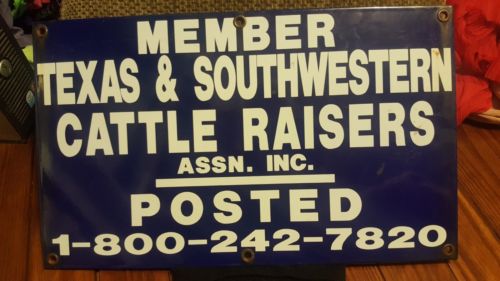 MEMBER
TEXAS & SOUTHWESTERN
CATTLE RAISERS
ASSN. INC.
POSTED
1-800-242-7820